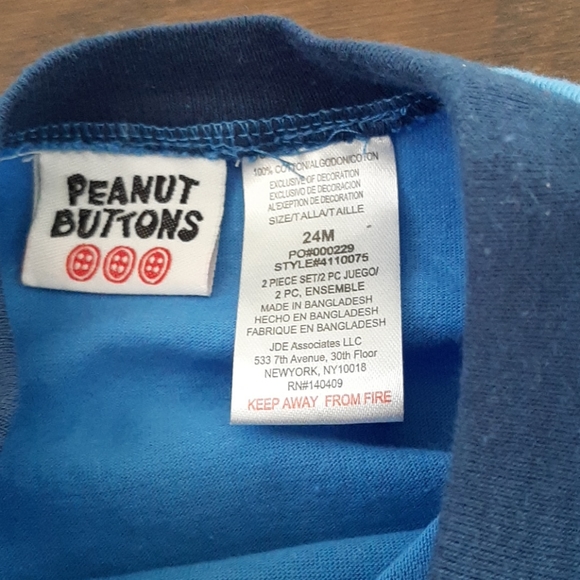 PEANUT
BUTTONS
100% COTTON/ALGODON/COTON
EXCLUSIVE OF DECORATION
EXCLUSIVO DE DECORACION
AL'EXEPTION DE DECORATION
SIZE/TALLA/TAILLE
24M
PO#000229
STYLE#4110075
2 PIECE SET/2 PC JUEGO/
2 PC, ENSEMBLE
MADE IN BANGLADESH
HECHO EN BANGLADESH
FABRIQUE EN BANGLADESH
JDE Associates LLC
533 7th Avenue, 30th Floor
NEWYORK, NY10018
RN#140409
KEEP AWAY FROM FIRE